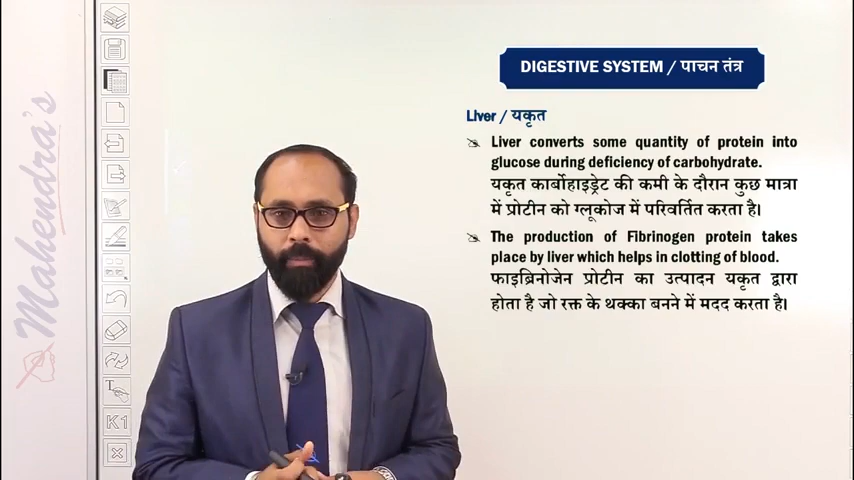 Mahendra's
DIGESTIVE SYSTEM / पाचन तंत्र
Liver / यकृत
Liver converts some quantity of protein into
glucose during deficiency of carbohydrate.
यकृत कार्बोहाइड्रेट की कमी के दौरान कुछ मात्रा
में प्रोटीन को ग्लूकोज में परिवर्तित करता है।
The production of Fibrinogen protein takes
place by liver which helps in clotting of blood.
फाइब्रिनोजेन प्रोटीन का उत्पादन यकृत द्वारा
होता है जो रक्त के थक्का बनने में मदद करता है।
T
K1